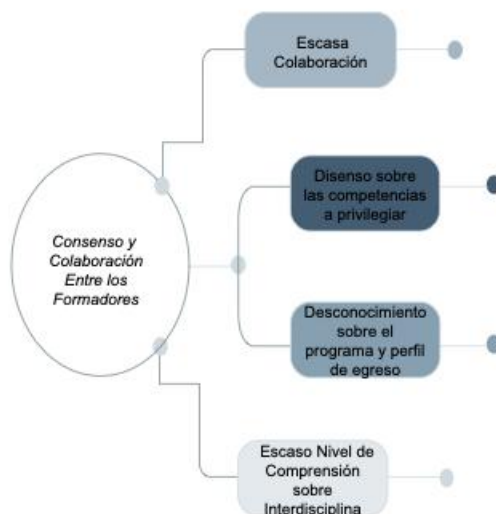 Escasa
Colaboración
Disenso sobre
las competencias
a privilegiar
Consenso y
Colaboración
Entre los
Formadores
Desconocimiento
sobre el
programa y perfil
de egreso
Escaso Nivel de
Comprensión
sobre
Interdisciplina